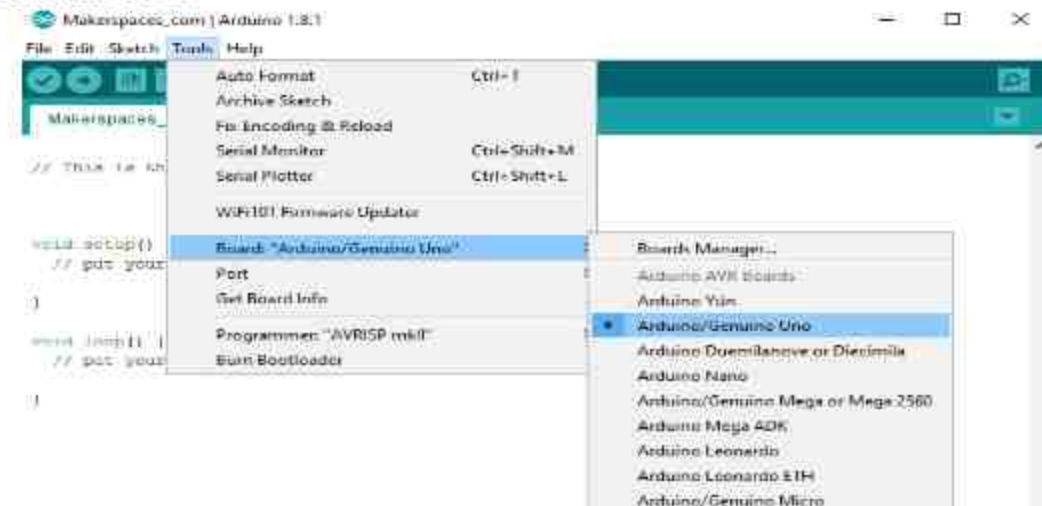 Makerspaces_com | Arduino 1.8.1
File Edit Sketch Tools Help
Auto Format Ctrl+T
Archive Sketch
Makerspaces_
Fix Encoding & Reload
Serial Monitor Ctrl+Shift+M
// This is
Serial Plotter Ctrl+Shift+L
WiFi101 Firmware Updater
void setup() {
Board: "Arduino/Genuino Uno"
Boards Manager...
// put your
Port
Arduino AVR Boards
Get Board Info
Arduino Yún
}
Arduino/Genuino Uno
Programmer: "AVRISP mkII"
void loop() {
Arduino Duemilanove or Diecimila
// put your
Burn Bootloader
Arduino Nano
}
Arduino/Genuino Mega or Mega 2560
Arduino Mega ADK
Arduino Leonardo
Arduino Leonardo ETH
Arduino/Genuino Micro